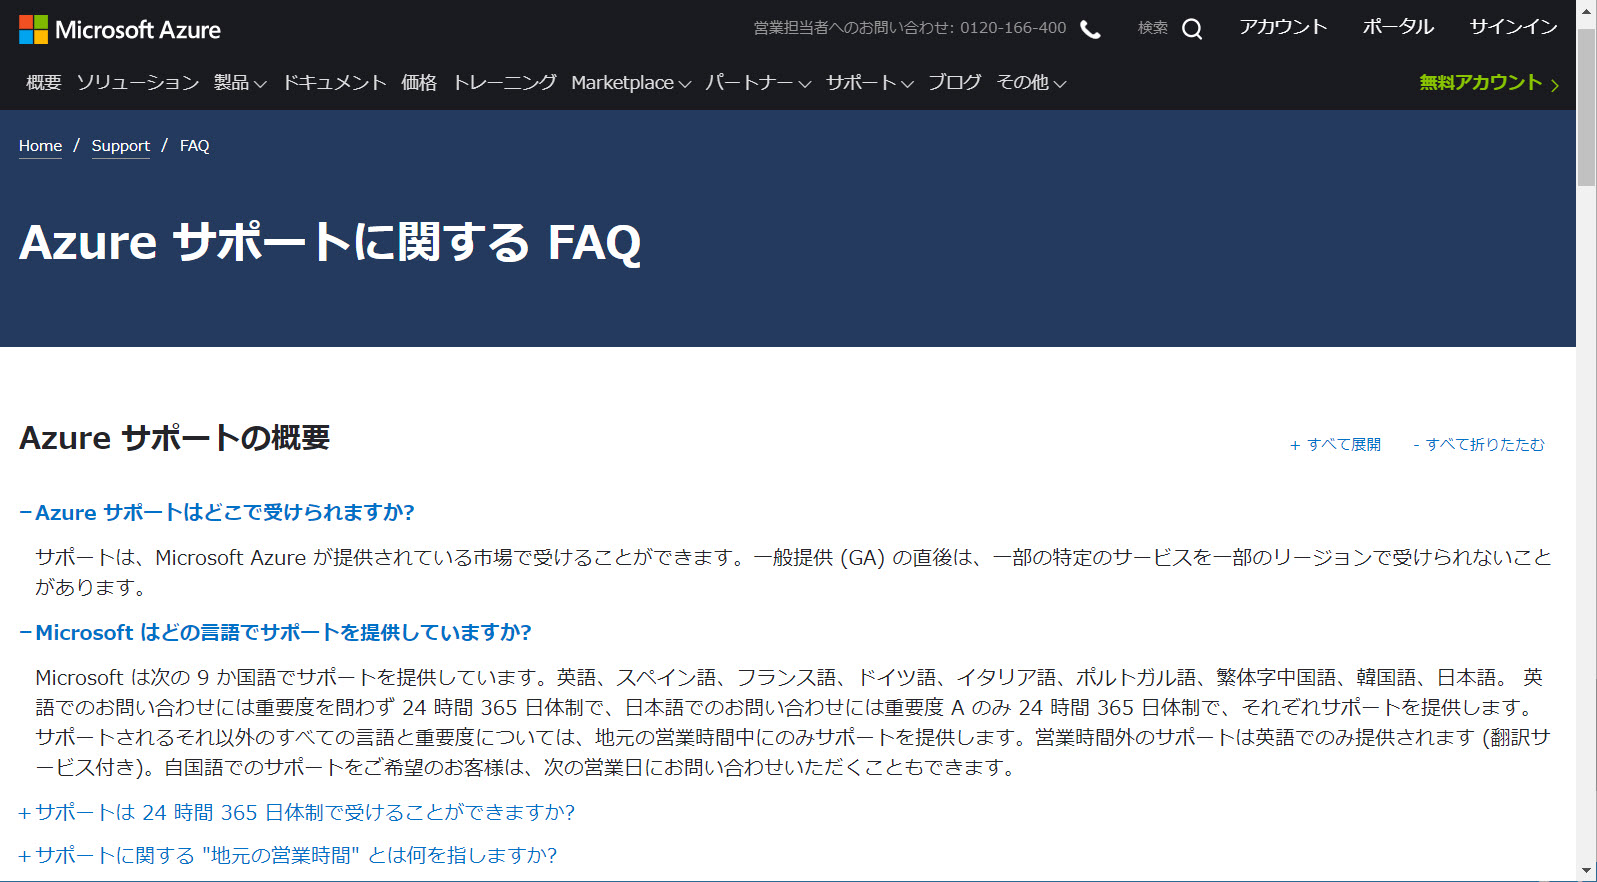 Microsoft Azure
営業担当者へのお問い合わせ: 0120-166-400 検索 アカウント ポータル サインイン
概要 ソリューション 製品 ドキュメント 価格 トレーニング Marketplace パートナー サポート ブログ その他 無料アカウント
Home / Support / FAQ
Azure サポートに関する FAQ
Azure サポートの概要
+ すべて展開 - すべて折りたたむ
−Azure サポートはどこで受けられますか?
サポートは、Microsoft Azure が提供されている市場で受けることができます。一般提供 (GA) の直後は、一部の特定のサービスを一部のリージョンで受けられないこと
があります。
−Microsoft はどの言語でサポートを提供していますか?
Microsoft は次の 9 か国語でサポートを提供しています。英語、スペイン語、フランス語、ドイツ語、イタリア語、ポルトガル語、繁体字中国語、韓国語、日本語。 英
語でのお問い合わせには重要度を問わず 24 時間 365 日体制で、日本語でのお問い合わせには重要度 A のみ 24 時間 365 日体制で、それぞれサポートを提供します。
サポートされるそれ以外のすべての言語と重要度については、地元の営業時間中にのみサポートを提供します。営業時間外のサポートは英語でのみ提供されます (翻訳サ
ービス付き)。自国語でのサポートをご希望のお客様は、次の営業日にお問い合わせいただくこともできます。
+サポートは 24 時間 365 日体制で受けることができますか?
+サポートに関する "地元の営業時間" とは何を指しますか?